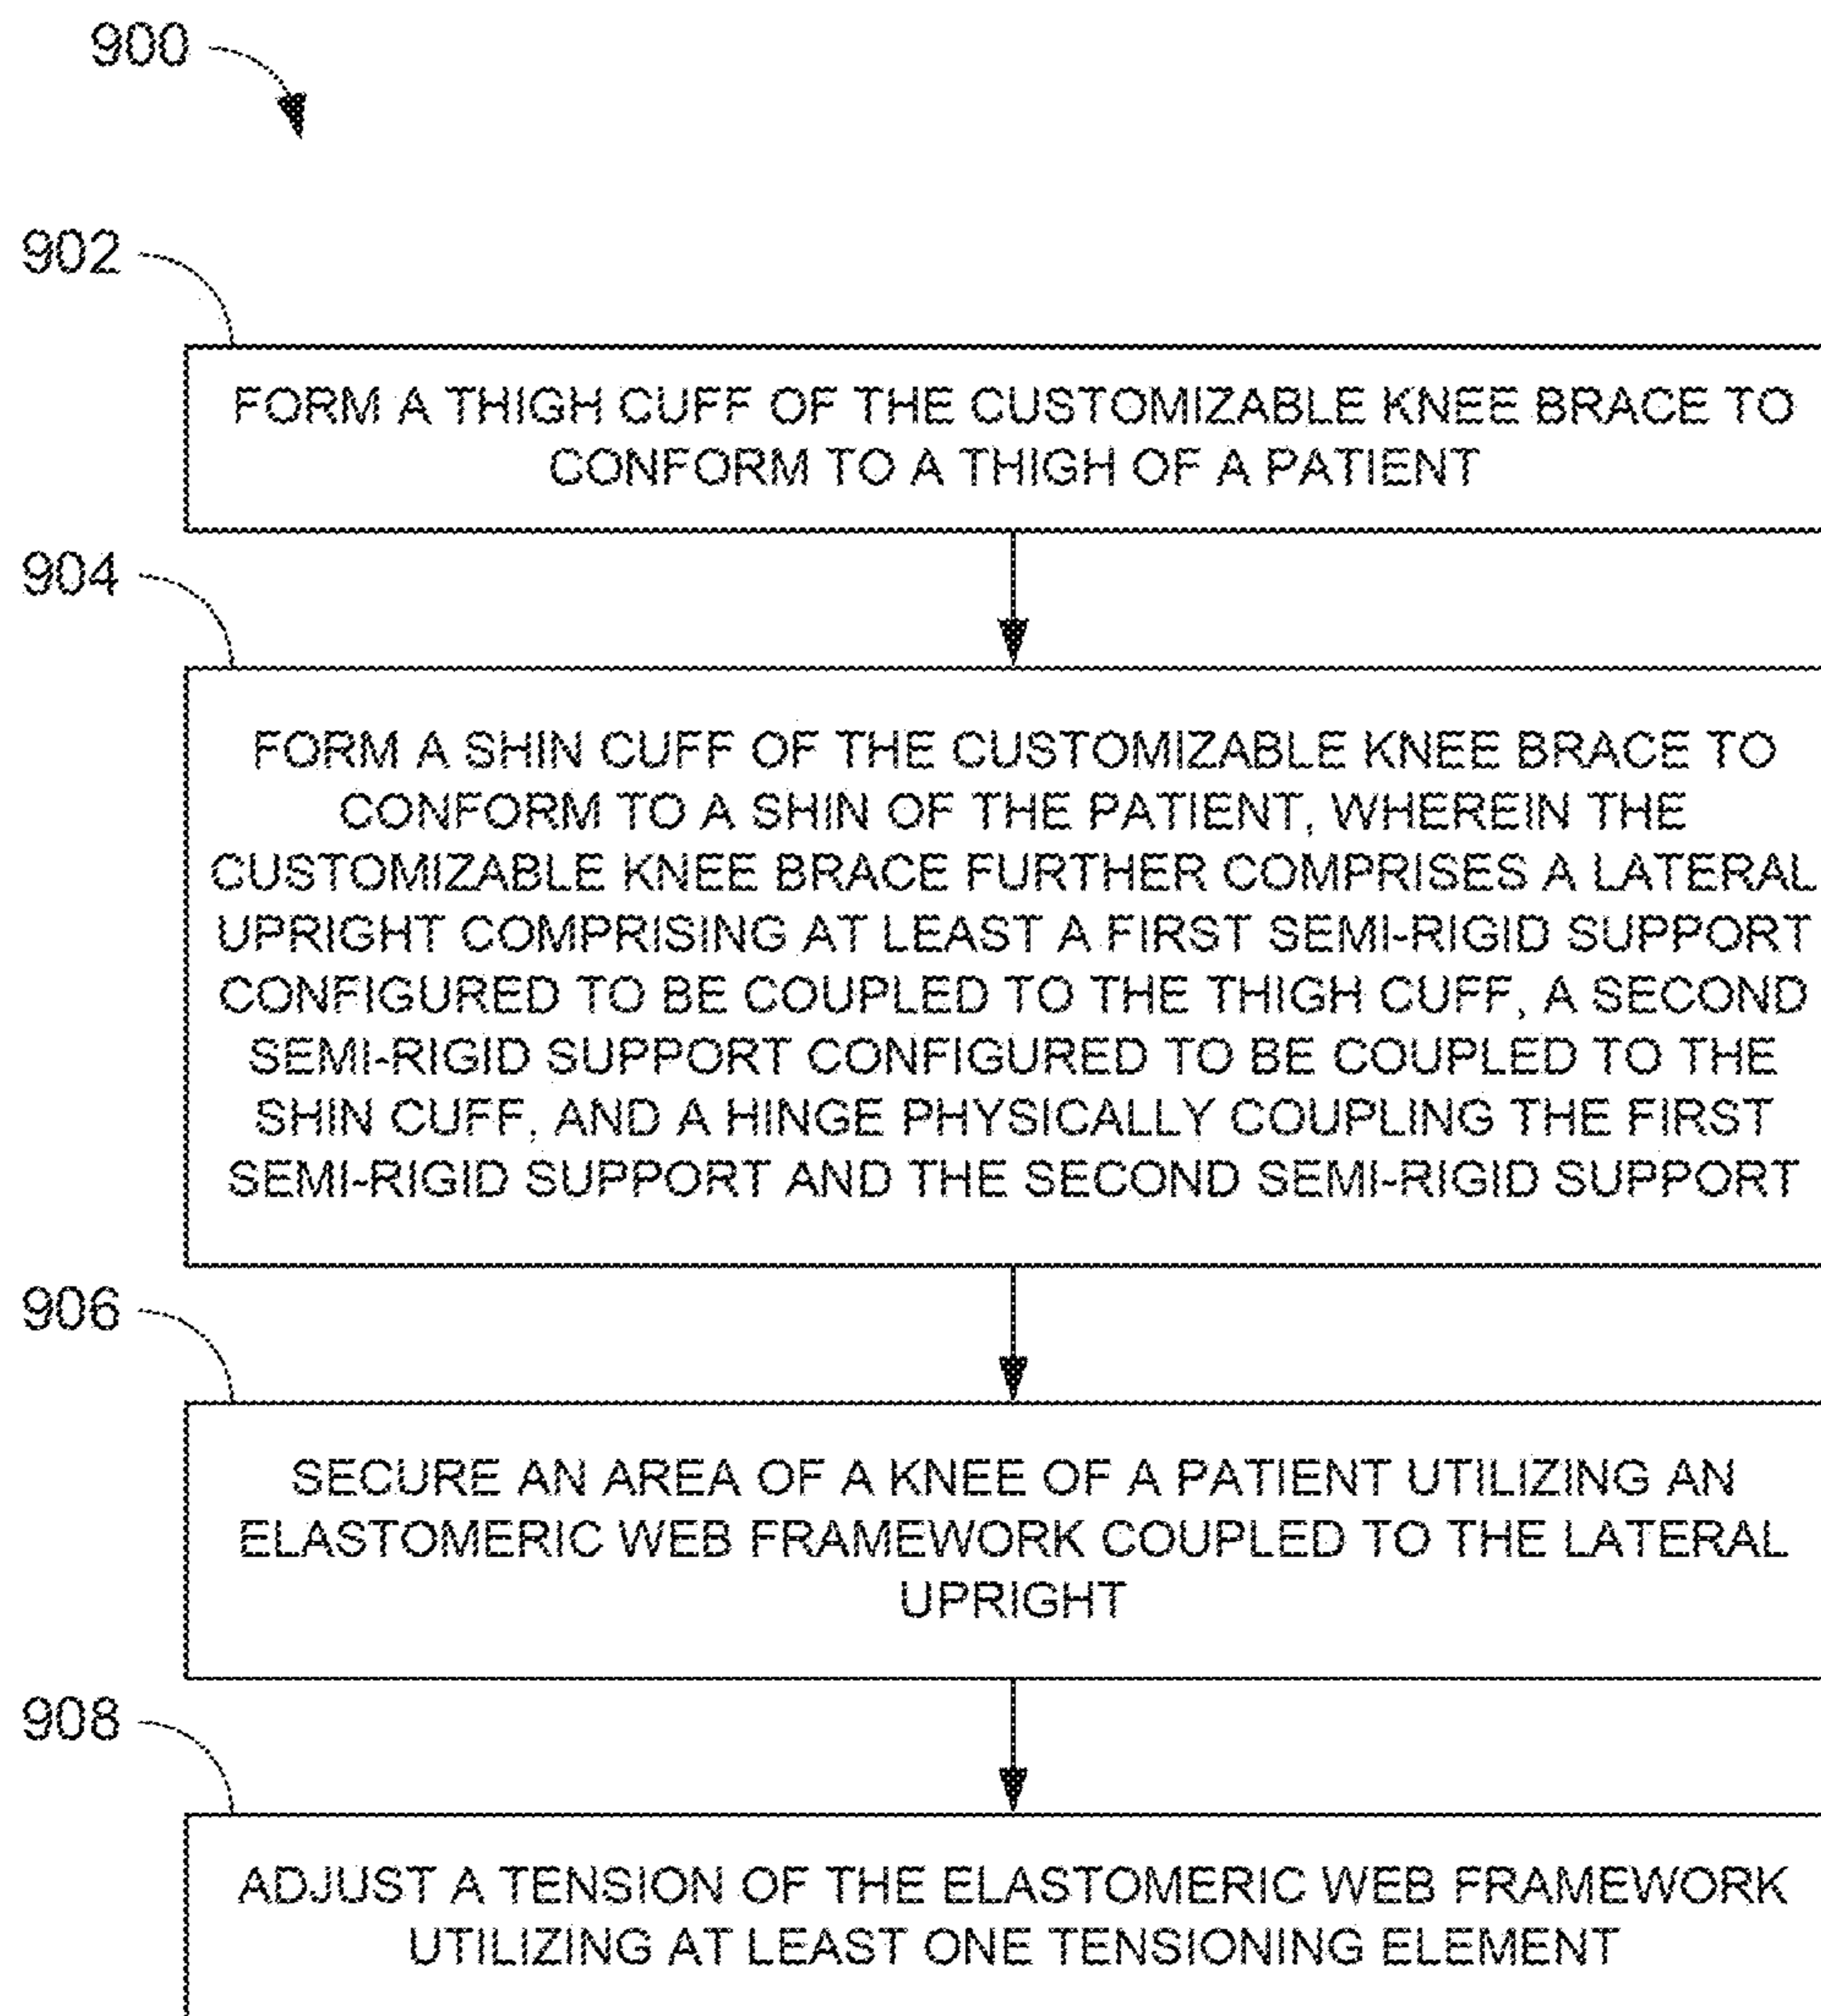 900
902
FORM A THIGH CUFF OF THE CUSTOMIZABLE KNEE BRACE TO
CONFORM TO A THIGH OF A PATIENT
904
FORM A SHIN CUFF OF THE CUSTOMIZABLE KNEE BRACE TO
CONFORM TO A SHIN OF THE PATIENT, WHEREIN THE
CUSTOMIZABLE KNEE BRACE FURTHER COMPRISES A LATERAL
UPRIGHT COMPRISING AT LEAST A FIRST SEMI-RIGID SUPPORT
CONFIGURED TO BE COUPLED TO THE THIGH CUFF, A SECOND
SEMI-RIGID SUPPORT CONFIGURED TO BE COUPLED TO THE
SHIN CUFF, AND A HINGE PHYSICALLY COUPLING THE FIRST
SEMI-RIGID SUPPORT AND THE SECOND SEMI-RIGID SUPPORT
906
SECURE AN AREA OF A KNEE OF A PATIENT UTILIZING AN
ELASTOMERIC WEB FRAMEWORK COUPLED TO THE LATERAL
UPRIGHT
908
ADJUST A TENSION OF THE ELASTOMERIC WEB FRAMEWORK
UTILIZING AT LEAST ONE TENSIONING ELEMENT